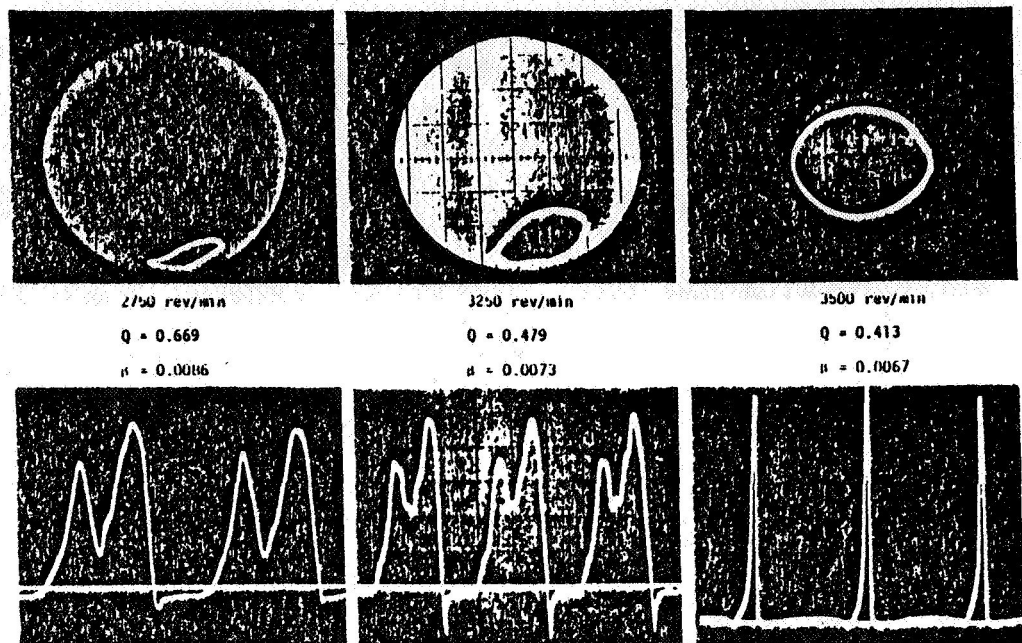 2750 rev/min
3250 rev/min
3500 rev/min
Q = 0.669
Q = 0.479
Q = 0.413
μ = 0.0086
μ = 0.0073
μ = 0.0067